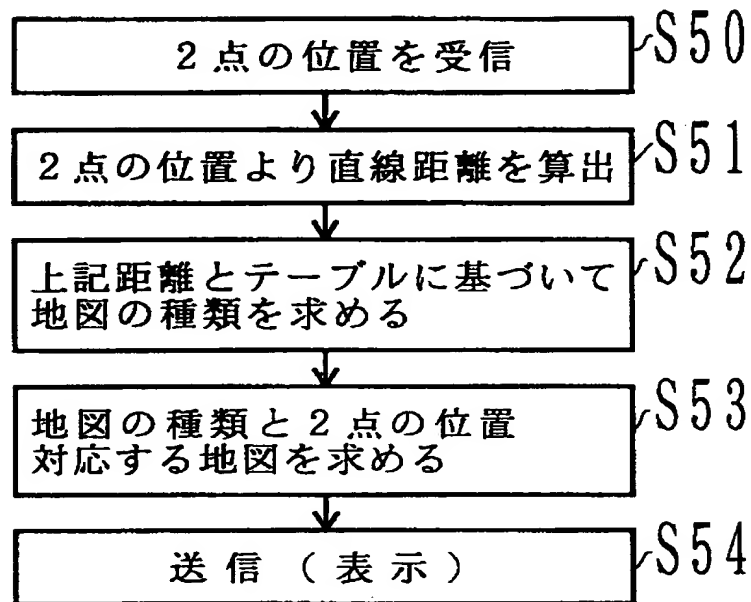 2点の位置を受信
S50
2点の位置より直線距離を算出
S51
上記距離とテーブルに基づいて
地図の種類を求める
S52
地図の種類と2点の位置
対応する地図を求める
S53
送信(表示)
S54